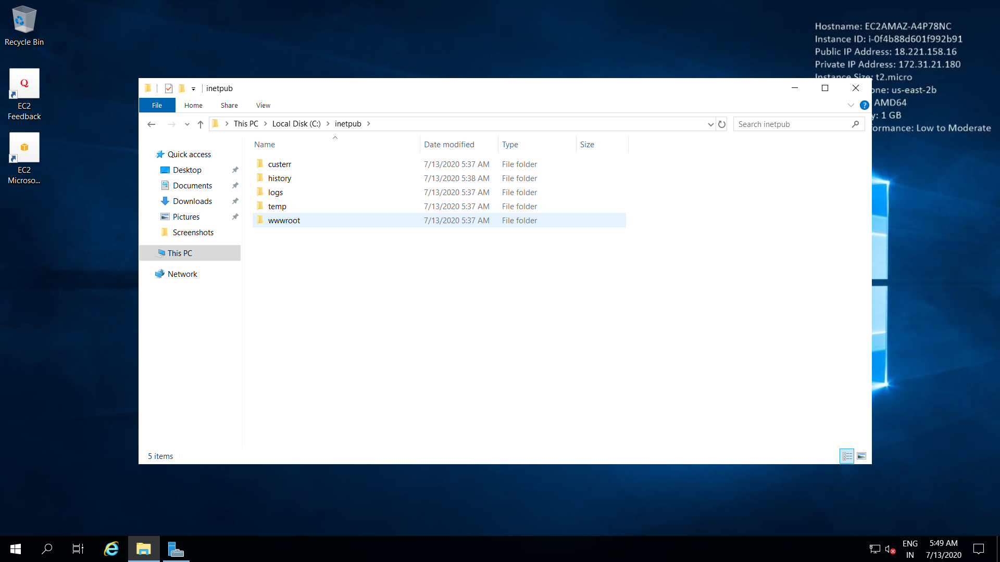 Recycle Bin
Q
EC2
Feedback
EC2
Microso...
Hostname: EC2AMAZ-A4P78NC
Instance ID: i-0f4b88d601f992b91
Public IP Address: 18.221.158.16
Private IP Address: 172.31.21.180
Instance Size: t2.micro
one: us-east-2b
AMD64
y: 1 GB
formance: Low to Moderate
inetpub
File Home Share View
?
This PC > Local Disk (C:) > inetpub >
Search inetpub
Name Date modified Type Size
custerr 7/13/2020 5:37 AM File folder
history 7/13/2020 5:38 AM File folder
logs 7/13/2020 5:37 AM File folder
temp 7/13/2020 5:37 AM File folder
wwwroot 7/13/2020 5:37 AM File folder
Quick access
Desktop
Documents
Downloads
Pictures
Screenshots
This PC
Network
5 items
ENG
IN
5:49 AM
7/13/2020